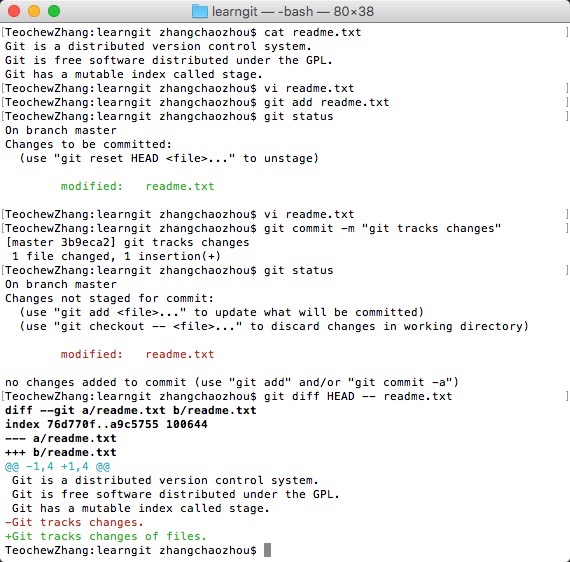 learngit — -bash — 80×38
[TeochewZhang:learngit zhangchaozhou$ cat readme.txt ]
Git is a distributed version control system.
Git is free software distributed under the GPL.
Git has a mutable index called stage.
[TeochewZhang:learngit zhangchaozhou$ vi readme.txt ]
[TeochewZhang:learngit zhangchaozhou$ git add readme.txt ]
[TeochewZhang:learngit zhangchaozhou$ git status ]
On branch master
Changes to be committed:
  (use "git reset HEAD <file>..." to unstage)
        modified:   readme.txt
[TeochewZhang:learngit zhangchaozhou$ vi readme.txt ]
[TeochewZhang:learngit zhangchaozhou$ git commit -m "git tracks changes" ]
[master 3b9eca2] git tracks changes
 1 file changed, 1 insertion(+)
[TeochewZhang:learngit zhangchaozhou$ git status ]
On branch master
Changes not staged for commit:
  (use "git add <file>..." to update what will be committed)
  (use "git checkout -- <file>..." to discard changes in working directory)
        modified:   readme.txt
no changes added to commit (use "git add" and/or "git commit -a")
[TeochewZhang:learngit zhangchaozhou$ git diff HEAD -- readme.txt ]
diff --git a/readme.txt b/readme.txt
index 76d770f..a9c5755 100644
--- a/readme.txt
+++ b/readme.txt
@@ -1,4 +1,4 @@
 Git is a distributed version control system.
 Git is free software distributed under the GPL.
 Git has a mutable index called stage.
-Git tracks changes.
+Git tracks changes of files.
TeochewZhang:learngit zhangchaozhou$